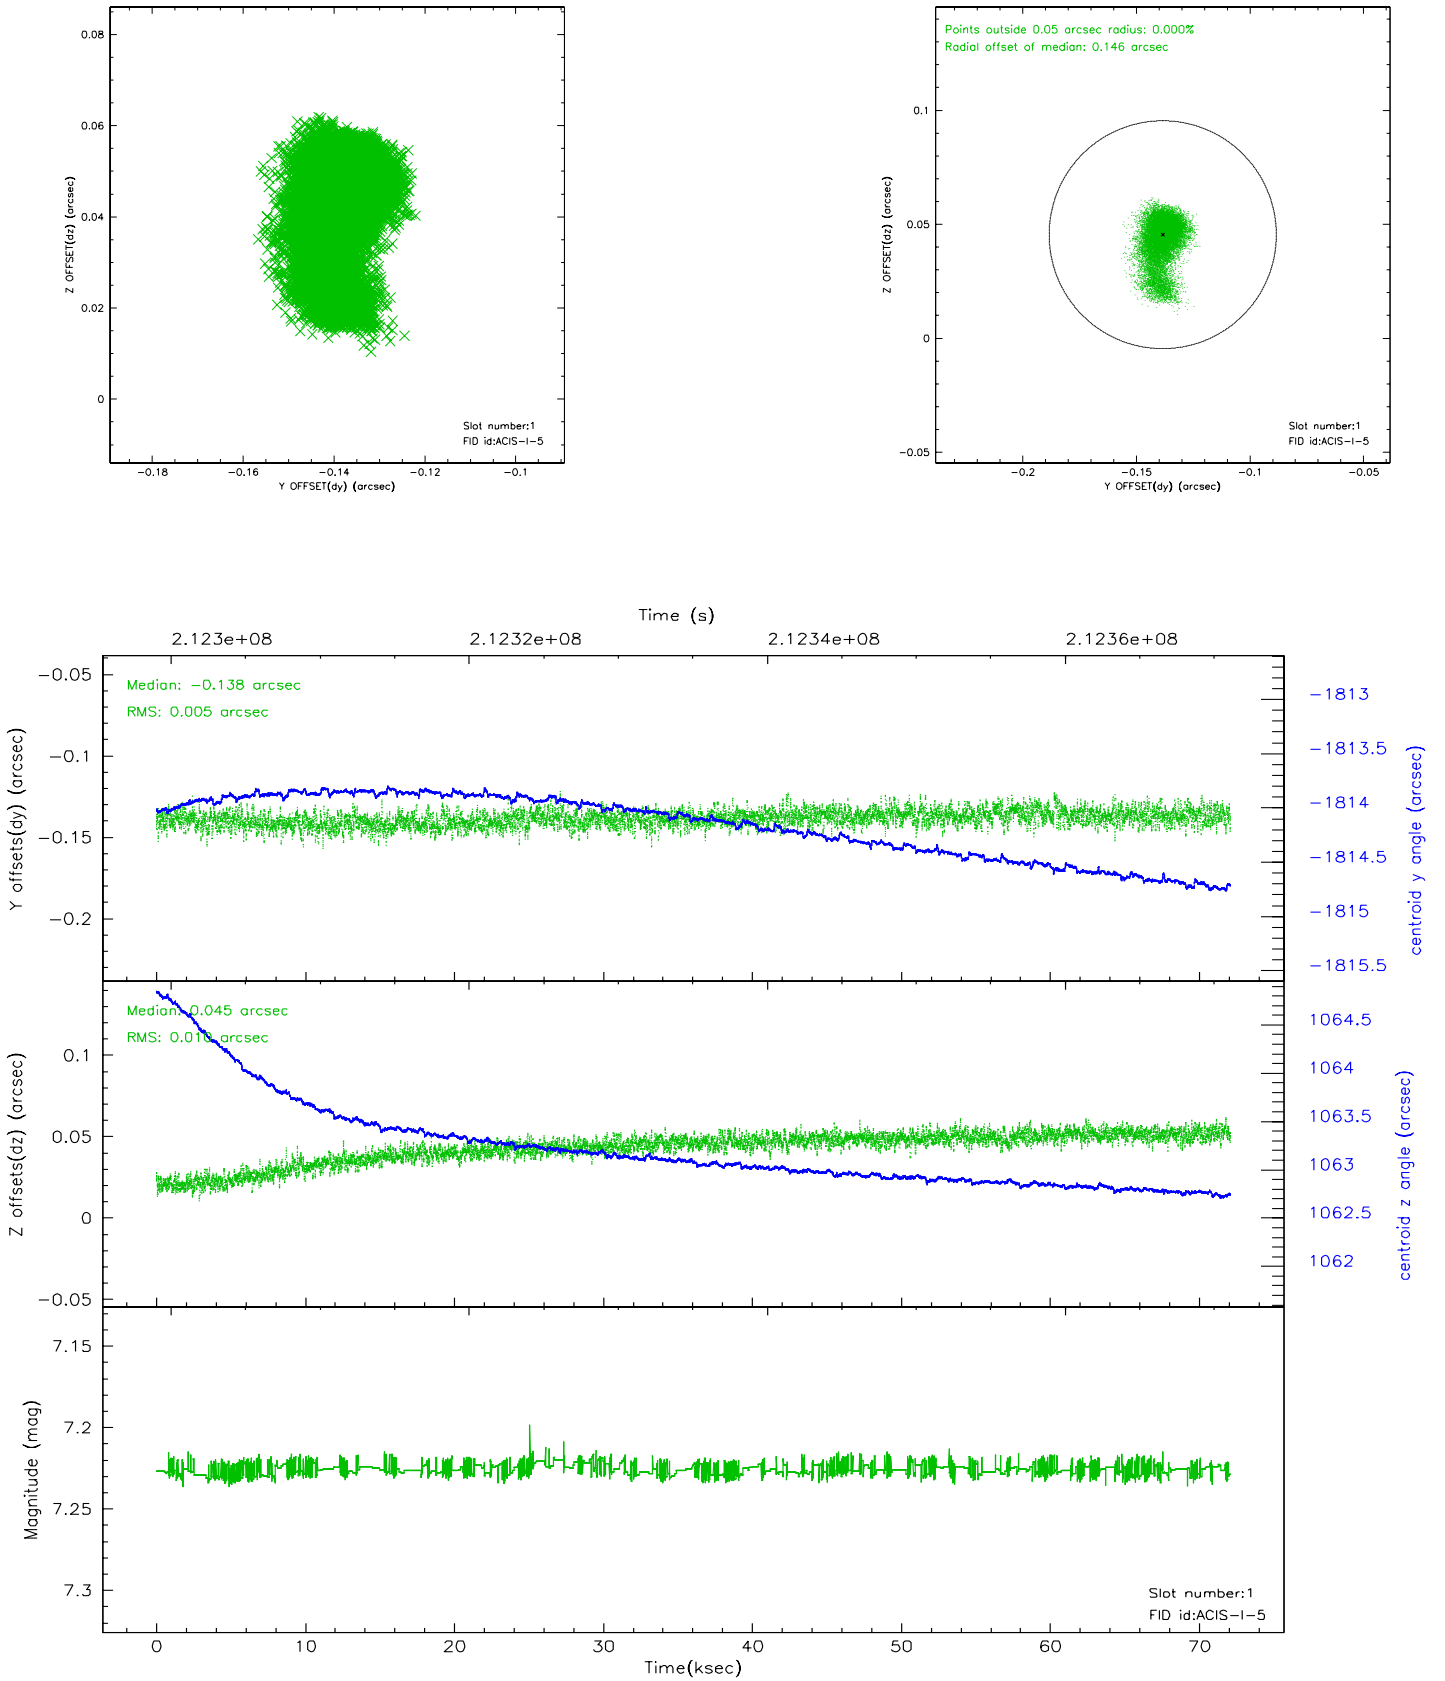 0.08
0.06
0.04
0.02
0
Z OFFSET(dz) (arcsec)
Slot number:1
FID id:ACIS-I-5
-0.18 -0.16 -0.14 -0.12 -0.1
Y OFFSET(dy) (arcsec)
Points outside 0.05 arcsec radius: 0.000%
Radial offset of median: 0.146 arcsec
0.1
0.05
0
-0.05
Z OFFSET(dz) (arcsec)
Slot number:1
FID id:ACIS-I-5
-0.2 -0.15 -0.1 -0.05
Y OFFSET(dy) (arcsec)
Time (s)
2.123e+08 2.1232e+08 2.1234e+08 2.1236e+08
-0.05
-0.1
-0.15
-0.2
Y offsets(dy) (arcsec)
Median: -0.138 arcsec
RMS: 0.005 arcsec
-1813
-1813.5
-1814
-1814.5
-1815
-1815.5
centroid y angle (arcsec)
0.1
0.05
0
-0.05
Z offsets(dz) (arcsec)
Median: 0.045 arcsec
RMS: 0.010 arcsec
1064.5
1064
1063.5
1063
1062.5
1062
centroid z angle (arcsec)
7.15
7.2
7.25
7.3
Magnitude (mag)
Slot number:1
FID id:ACIS-I-5
0 10 20 30 40 50 60 70
Time(ksec)